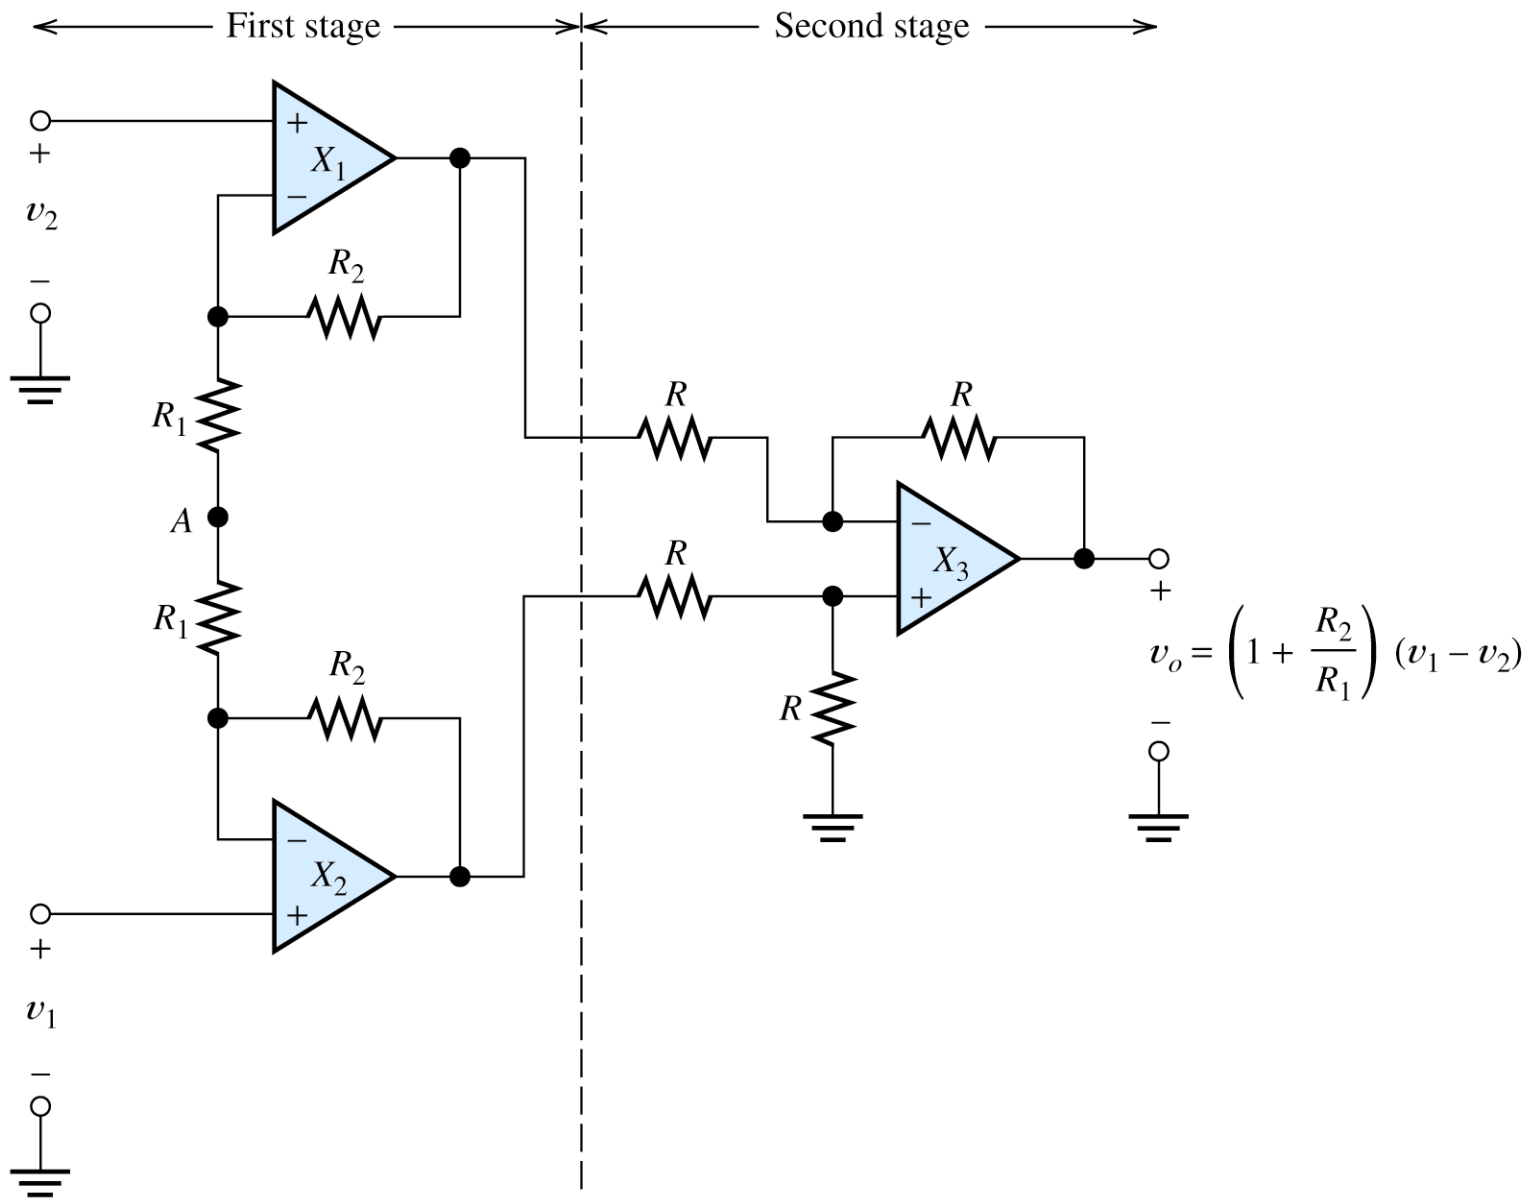 First stage Second stage
+
X₁
−
+
v₂
−
R₂
R₁
R R
A
−
X₃
+
R
+
R₁
vₒ = (1 + R₂/R₁) (v₁ − v₂)
R₂
R
−
−
X₂
+
+
v₁
−